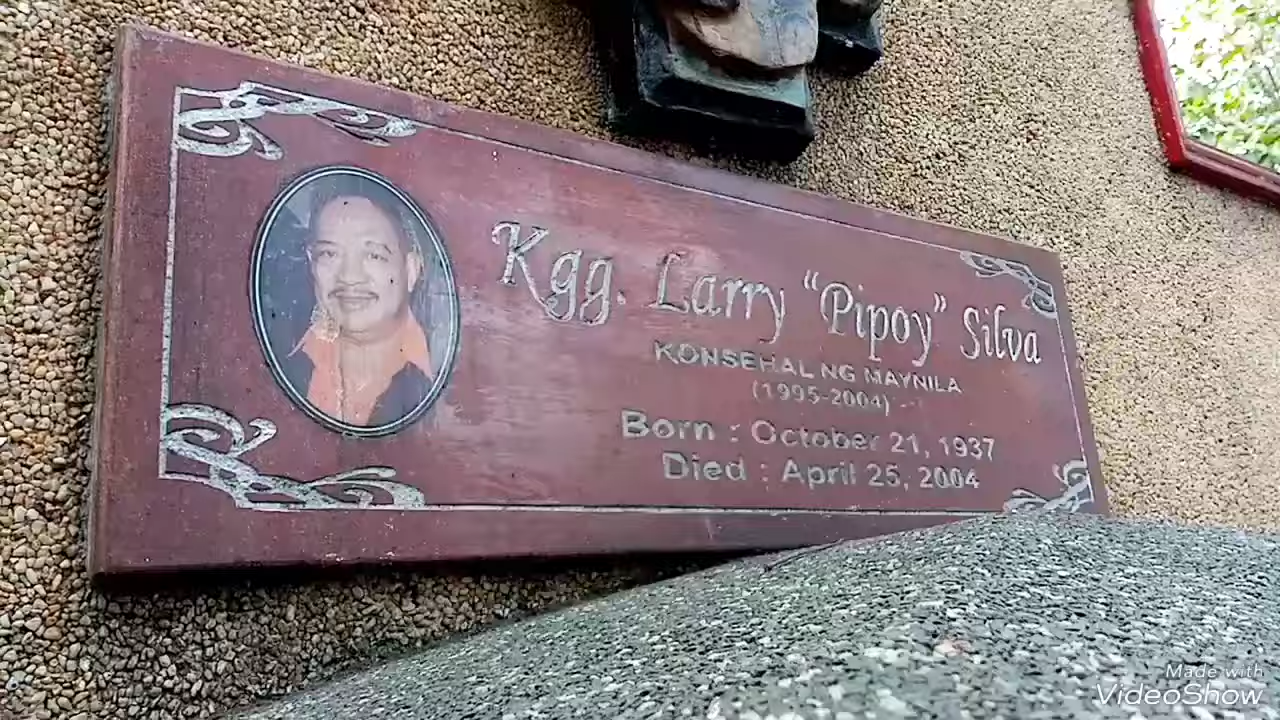 Kgg. Larry “Pipoy” Silva
KONSEHAL NG MAYNILA
(1995-2004)
Born : October 21, 1937
Died : April 25, 2004
Made with
VideoShow